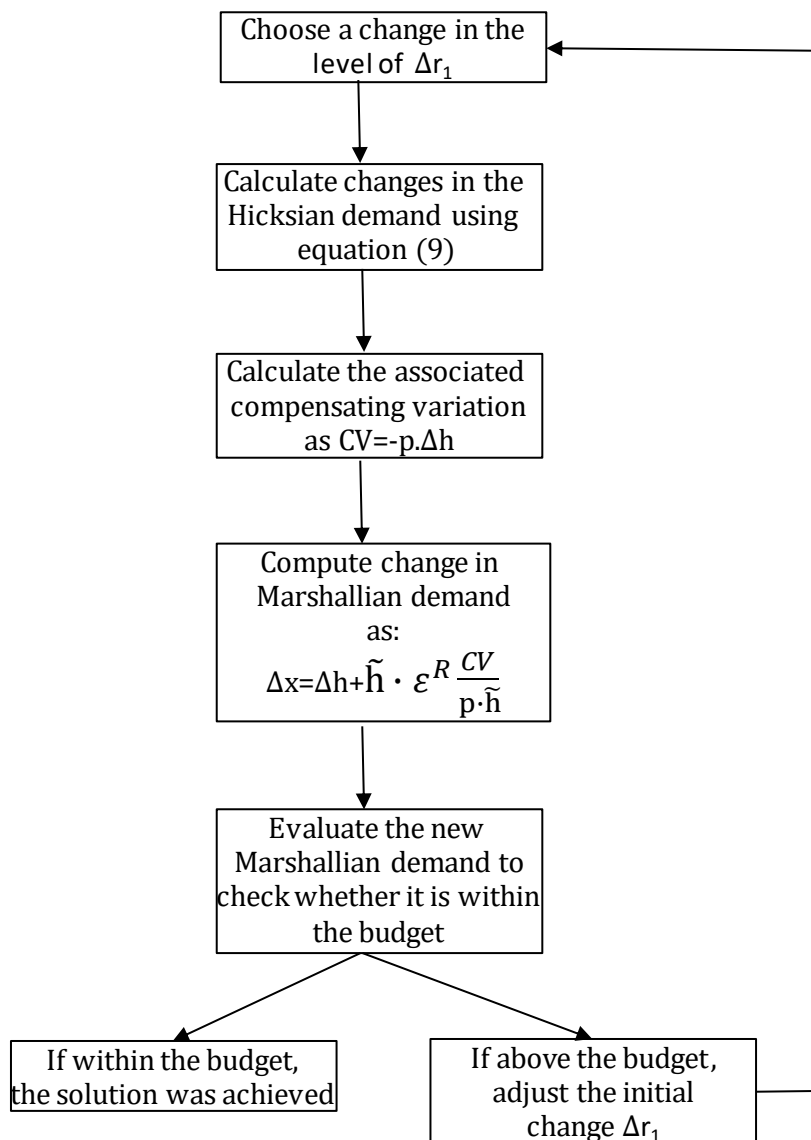 Choose a change in the
level of Δr₁
Calculate changes in the
Hicksian demand using
equation (9)
Calculate the associated
compensating variation
as CV=-p.Δh
Compute change in
Marshallian demand
as:
Δx=Δh+h̃ · ε^R CV/(p·h̃)
Evaluate the new
Marshallian demand to
check whether it is within
the budget
If within the budget,
the solution was achieved
If above the budget,
adjust the initial
change Δr₁